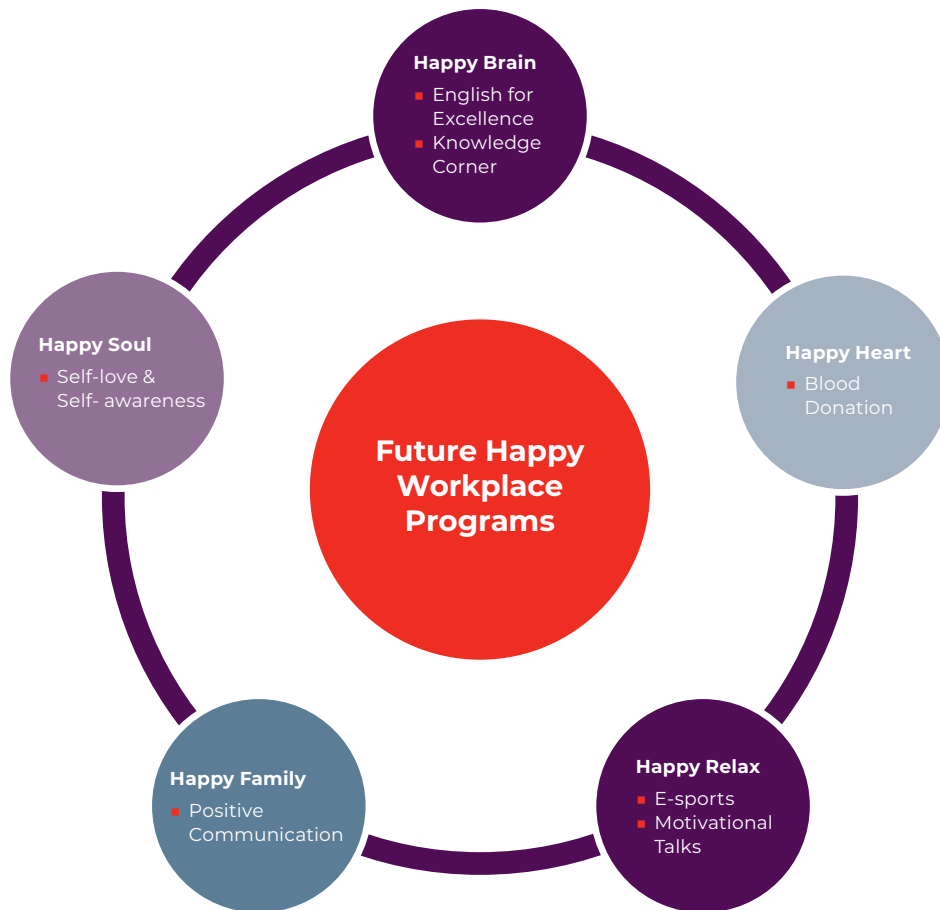 Happy Brain
▪ English for
Excellence
▪ Knowledge
Corner
Happy Soul
▪ Self-love &
Self- awareness
Happy Heart
▪ Blood
Donation
Future Happy
Workplace
Programs
Happy Family
▪ Positive
Communication
Happy Relax
▪ E-sports
▪ Motivational
Talks